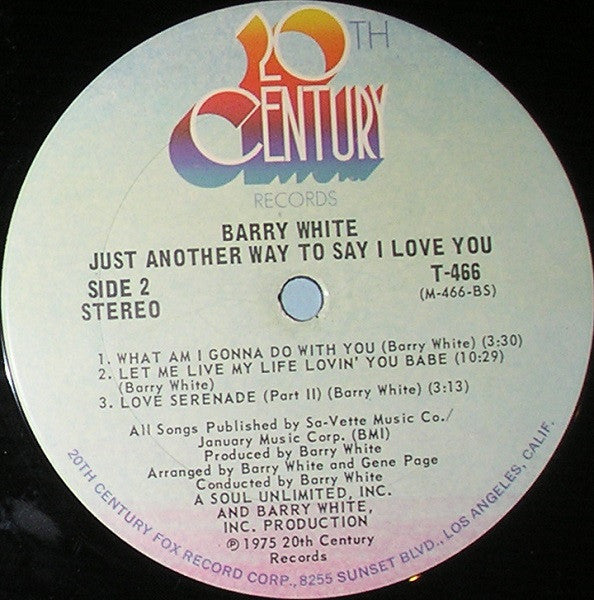 20TH
CENTURY
RECORDS
BARRY WHITE
JUST ANOTHER WAY TO SAY I LOVE YOU
SIDE 2
STEREO
T-466
(M-466-BS)
1. WHAT AM I GONNA DO WITH YOU (Barry White) (3:30)
2. LET ME LIVE MY LIFE LOVIN' YOU BABE (10:29)
(Barry White)
3. LOVE SERENADE (Part II) (Barry White) (3:13)
All Songs Published by Sa-Vette Music Co./
January Music Corp. (BMI)
Produced by Barry White
Arranged by Barry White and Gene Page
Conducted by Barry White
A SOUL UNLIMITED, INC.
AND BARRY WHITE,
INC. PRODUCTION
℗ 1975 20th Century
Records
20TH CENTURY FOX RECORD CORP., 8255 SUNSET BLVD., LOS ANGELES, CALIF.